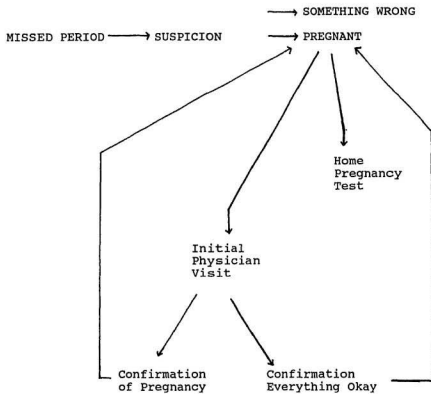 SOMETHING WRONG
MISSED PERIOD SUSPICION PREGNANT
Home
Pregnancy
Test
Initial
Physician
Visit
Confirmation
of Pregnancy
Confirmation
Everything Okay